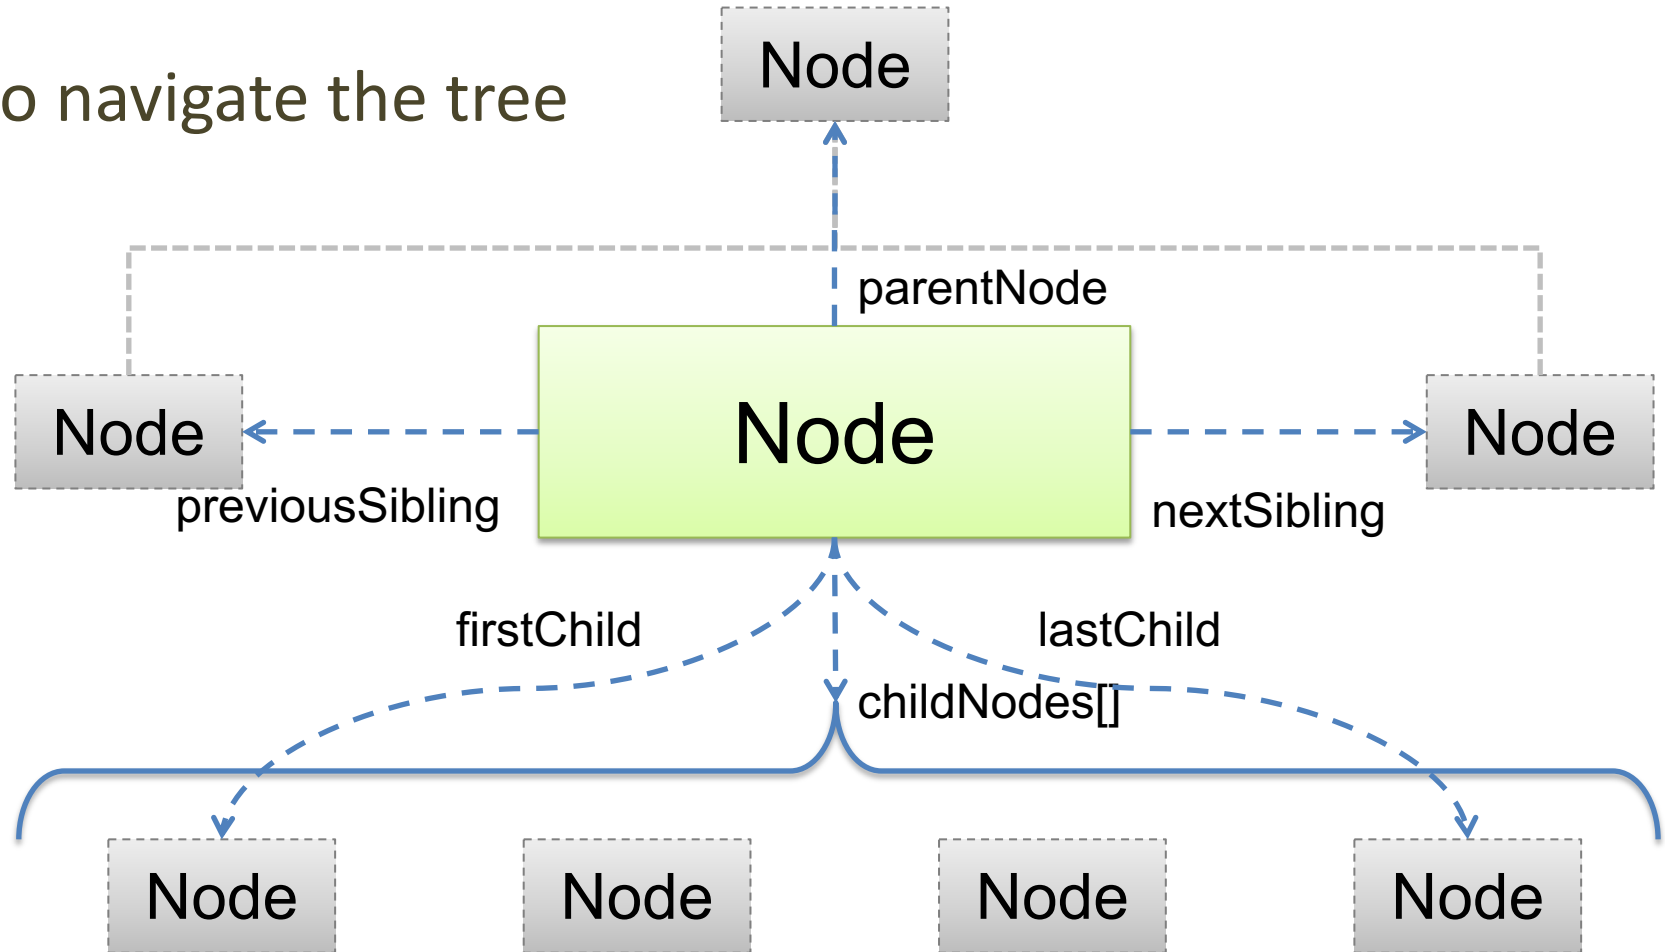 Node
o navigate the tree
parentNode
Node
Node
Node
previousSibling
nextSibling
firstChild
lastChild
childNodes[]
Node
Node
Node
Node